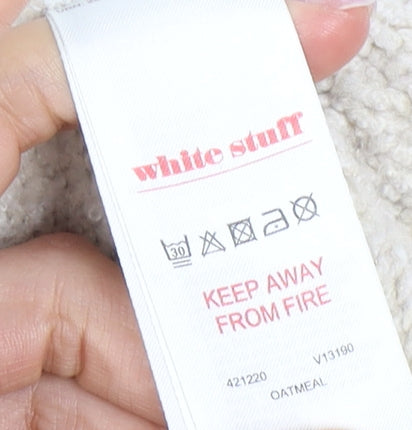 white stuff
30
KEEP AWAY
FROM FIRE
421220 V13190
OATMEAL